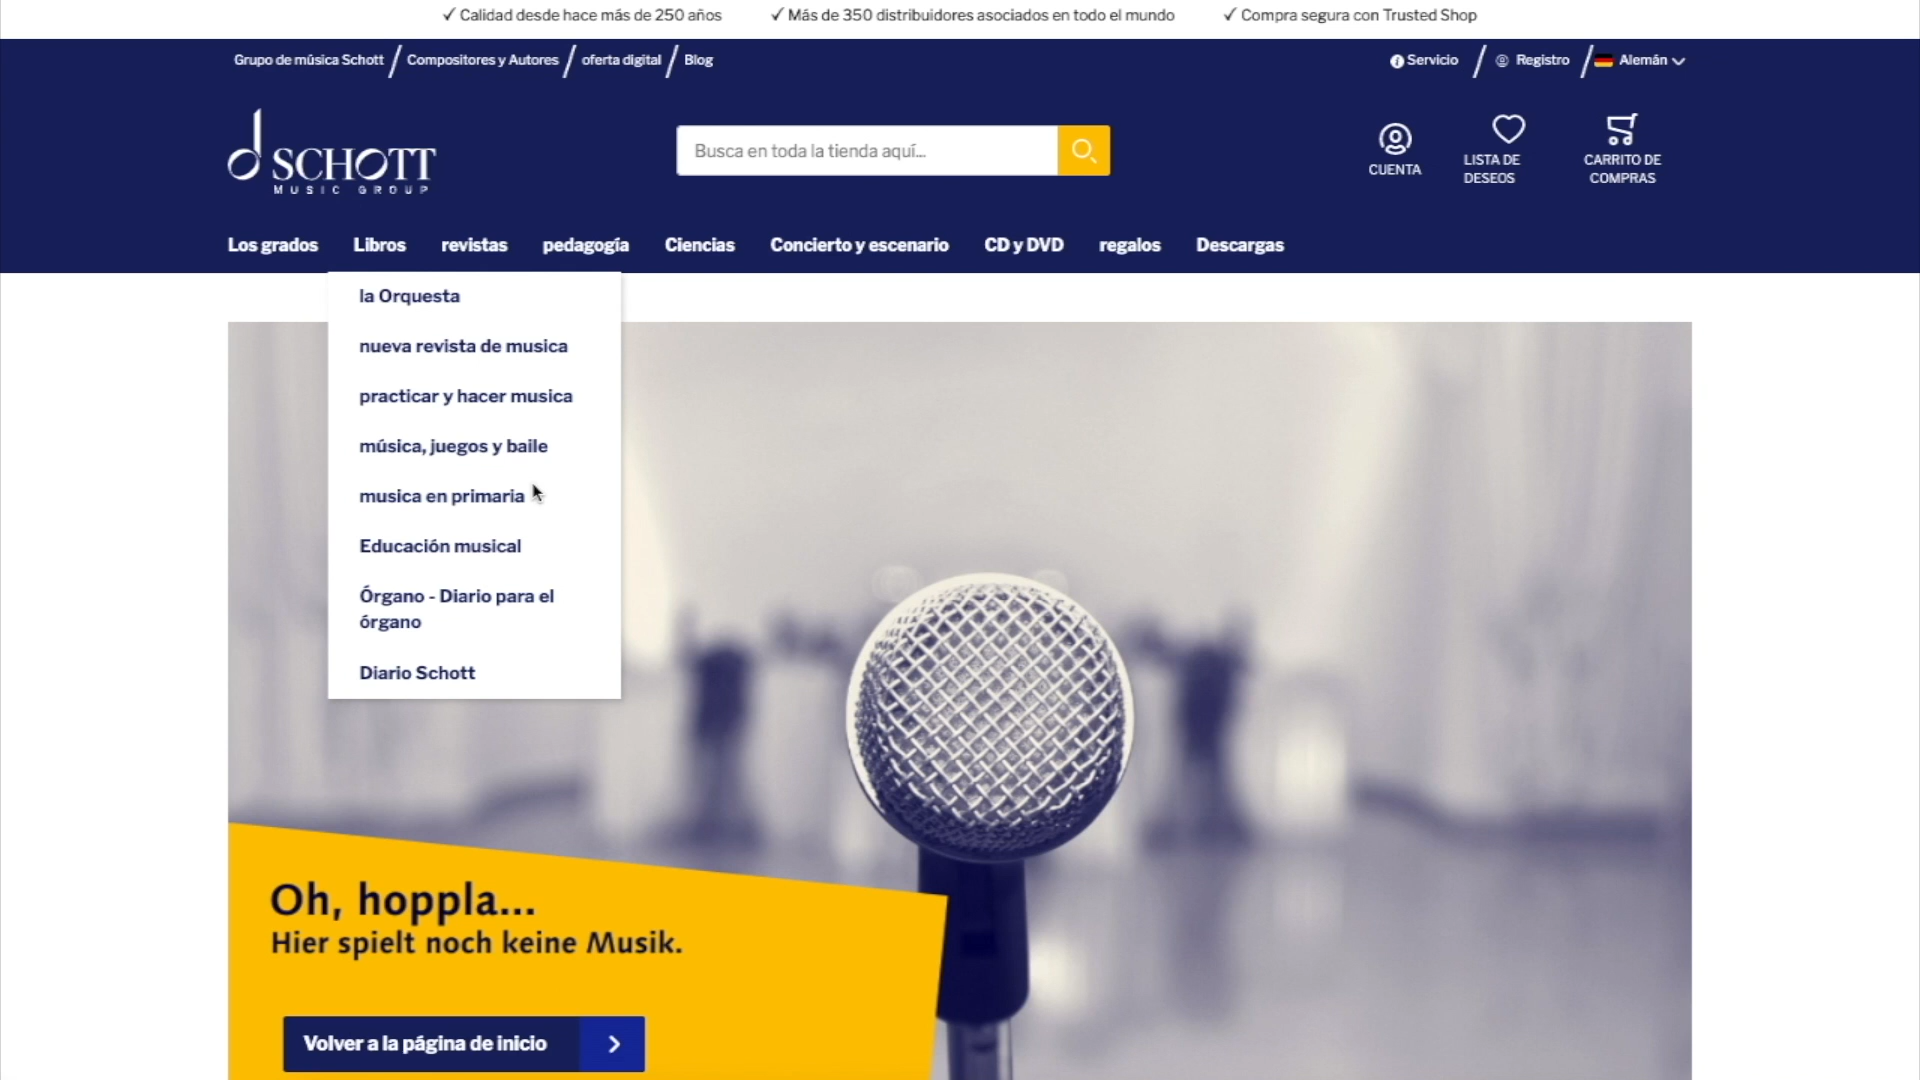 ✓ Calidad desde hace más de 250 años ✓ Más de 350 distribuidores asociados en todo el mundo ✓ Compra segura con Trusted Shop
Grupo de música Schott / Compositores y Autores / oferta digital / Blog Servicio / Registro / Alemán
SCHOTT
MUSIC GROUP
Busca en toda la tienda aquí...
CUENTA
LISTA DE
DESEOS
CARRITO DE
COMPRAS
Los grados Libros revistas pedagogía Ciencias Concierto y escenario CD y DVD regalos Descargas
la Orquesta
nueva revista de musica
practicar y hacer musica
música, juegos y baile
musica en primaria
Educación musical
Órgano - Diario para el
órgano
Diario Schott
Oh, hoppla...
Hier spielt noch keine Musik.
Volver a la página de inicio